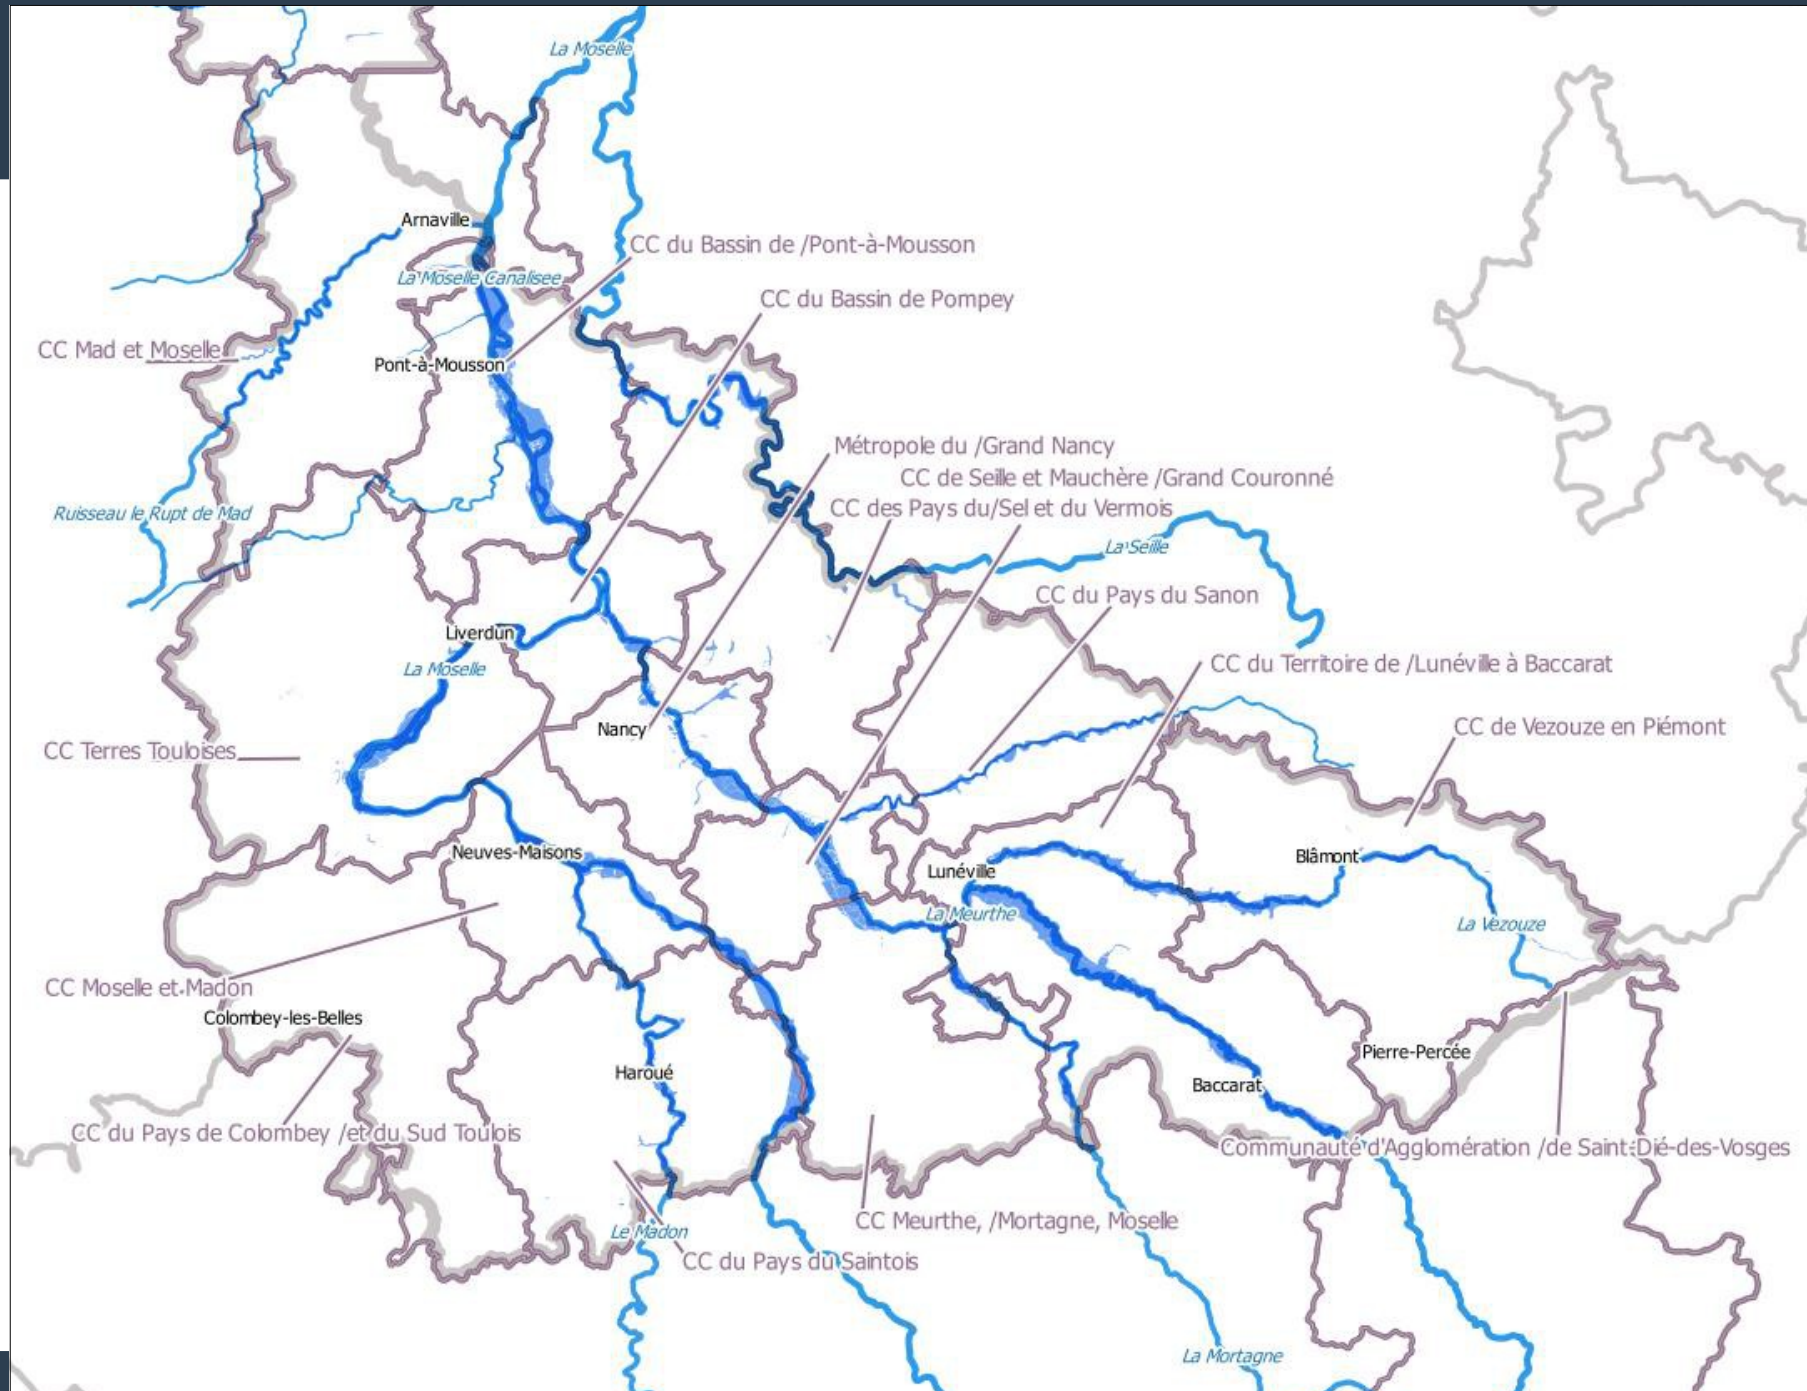 La Moselle
Arnaville
CC du Bassin de /Pont-à-Mousson
La Moselle Canalisee
CC du Bassin de Pompey
CC Mad et Moselle
Pont-à-Mousson
Métropole du /Grand Nancy
CC de Seille et Mauchère /Grand Couronné
CC des Pays du/Sel et du Vermois
Ruisseau le Rupt de Mad
La Seille
CC du Pays du Sanon
Liverdun
La Moselle
CC du Territoire de /Lunéville à Baccarat
Nancy
CC de Vezouze en Piémont
CC Terres Touloises
Neuves-Maisons
Blâmont
Lunéville
La Meurthe
La Vezouze
CC Moselle et Madon
Colombey-les-Belles
Pierre-Percée
Haroué
Baccarat
CC du Pays de Colombey /et du Sud Toulois
Communauté d'Agglomération /de Saint-Dié-des-Vosges
CC Meurthe, /Mortagne, Moselle
Le Madon
CC du Pays du Saintois
La Mortagne